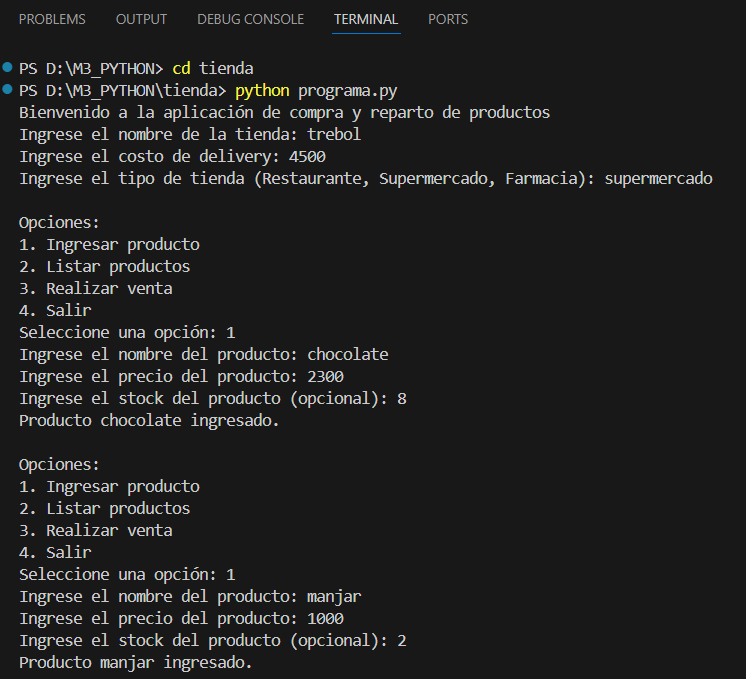 PROBLEMS OUTPUT DEBUG CONSOLE TERMINAL PORTS
PS D:\M3_PYTHON> cd tienda
PS D:\M3_PYTHON\tienda> python programa.py
Bienvenido a la aplicación de compra y reparto de productos
Ingrese el nombre de la tienda: trebol
Ingrese el costo de delivery: 4500
Ingrese el tipo de tienda (Restaurante, Supermercado, Farmacia): supermercado
Opciones:
1. Ingresar producto
2. Listar productos
3. Realizar venta
4. Salir
Seleccione una opción: 1
Ingrese el nombre del producto: chocolate
Ingrese el precio del producto: 2300
Ingrese el stock del producto (opcional): 8
Producto chocolate ingresado.
Opciones:
1. Ingresar producto
2. Listar productos
3. Realizar venta
4. Salir
Seleccione una opción: 1
Ingrese el nombre del producto: manjar
Ingrese el precio del producto: 1000
Ingrese el stock del producto (opcional): 2
Producto manjar ingresado.